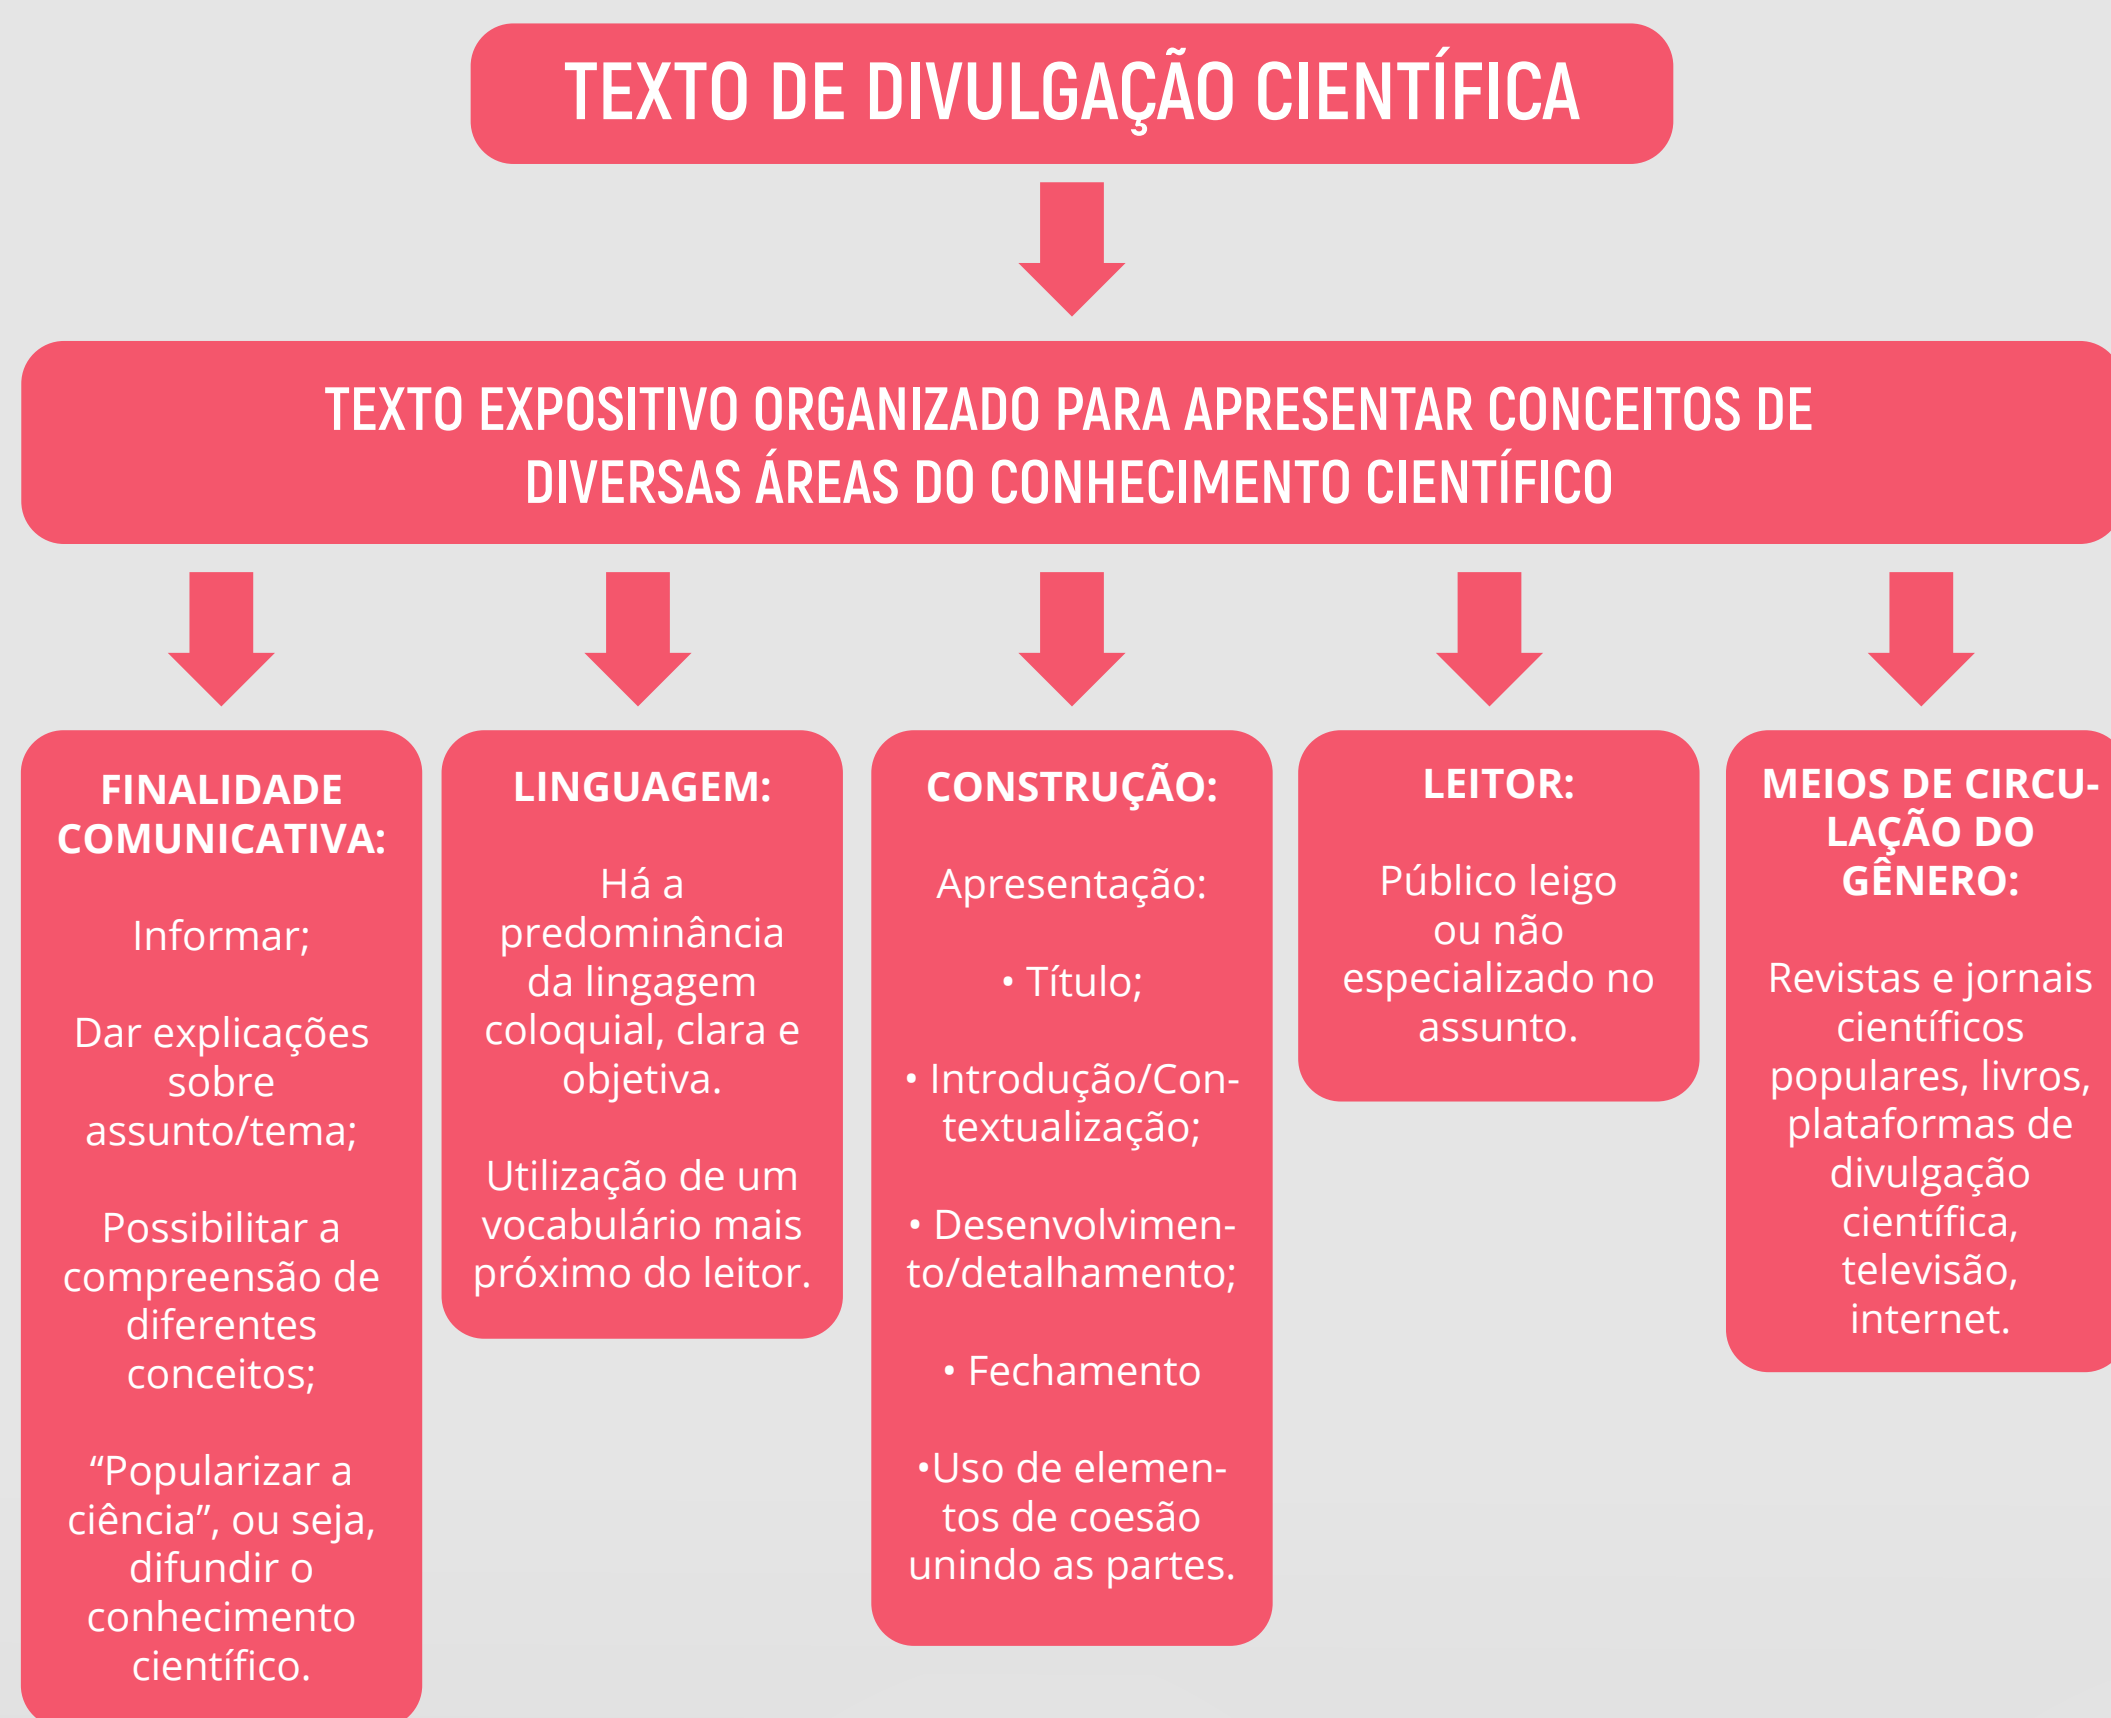 TEXTO DE DIVULGAÇÃO CIENTÍFICA
TEXTO EXPOSITIVO ORGANIZADO PARA APRESENTAR CONCEITOS DE
DIVERSAS ÁREAS DO CONHECIMENTO CIENTÍFICO
FINALIDADE
COMUNICATIVA:
Informar;
Dar explicações
sobre
assunto/tema;
Possibilitar a
compreensão de
diferentes
conceitos;
“Popularizar a
ciência”, ou seja,
difundir o
conhecimento
científico.
LINGUAGEM:
Há a
predominância
da lingagem
coloquial, clara e
objetiva.
Utilização de um
vocabulário mais
próximo do leitor.
CONSTRUÇÃO:
Apresentação:
• Título;
• Introdução/Con-
textualização;
• Desenvolvimen-
to/detalhamento;
• Fechamento
•Uso de elemen-
tos de coesão
unindo as partes.
LEITOR:
Público leigo
ou não
especializado no
assunto.
MEIOS DE CIRCU-
LAÇÃO DO
GÊNERO:
Revistas e jornais
científicos
populares, livros,
plataformas de
divulgação
científica,
televisão,
internet.